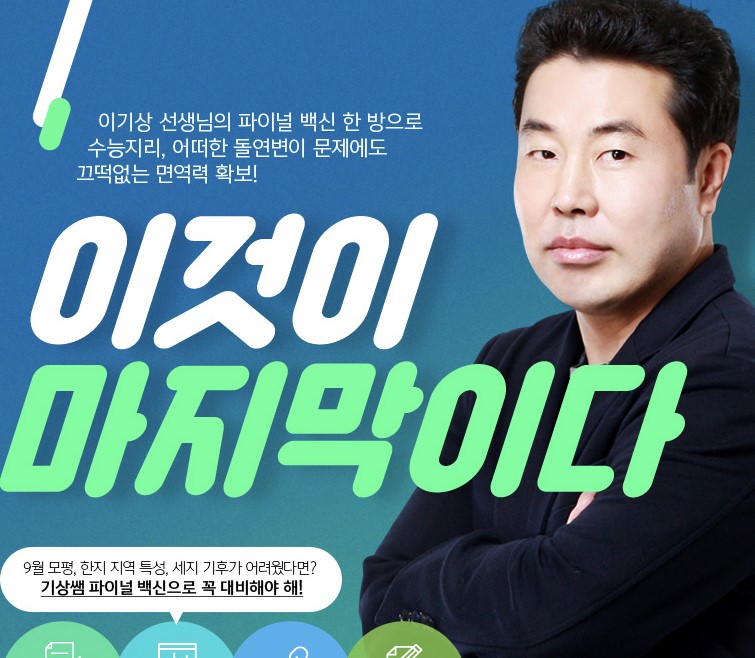 이기상 선생님의 파이널 백신 한 방으로
수능지리, 어떠한 돌연변이 문제에도
끄떡없는 면역력 확보!
이것이
마지막이다
9월 모평, 한지 지역 특성, 세지 기후가 어려웠다면?
기상쌤 파이널 백신으로 꼭 대비해야 해!